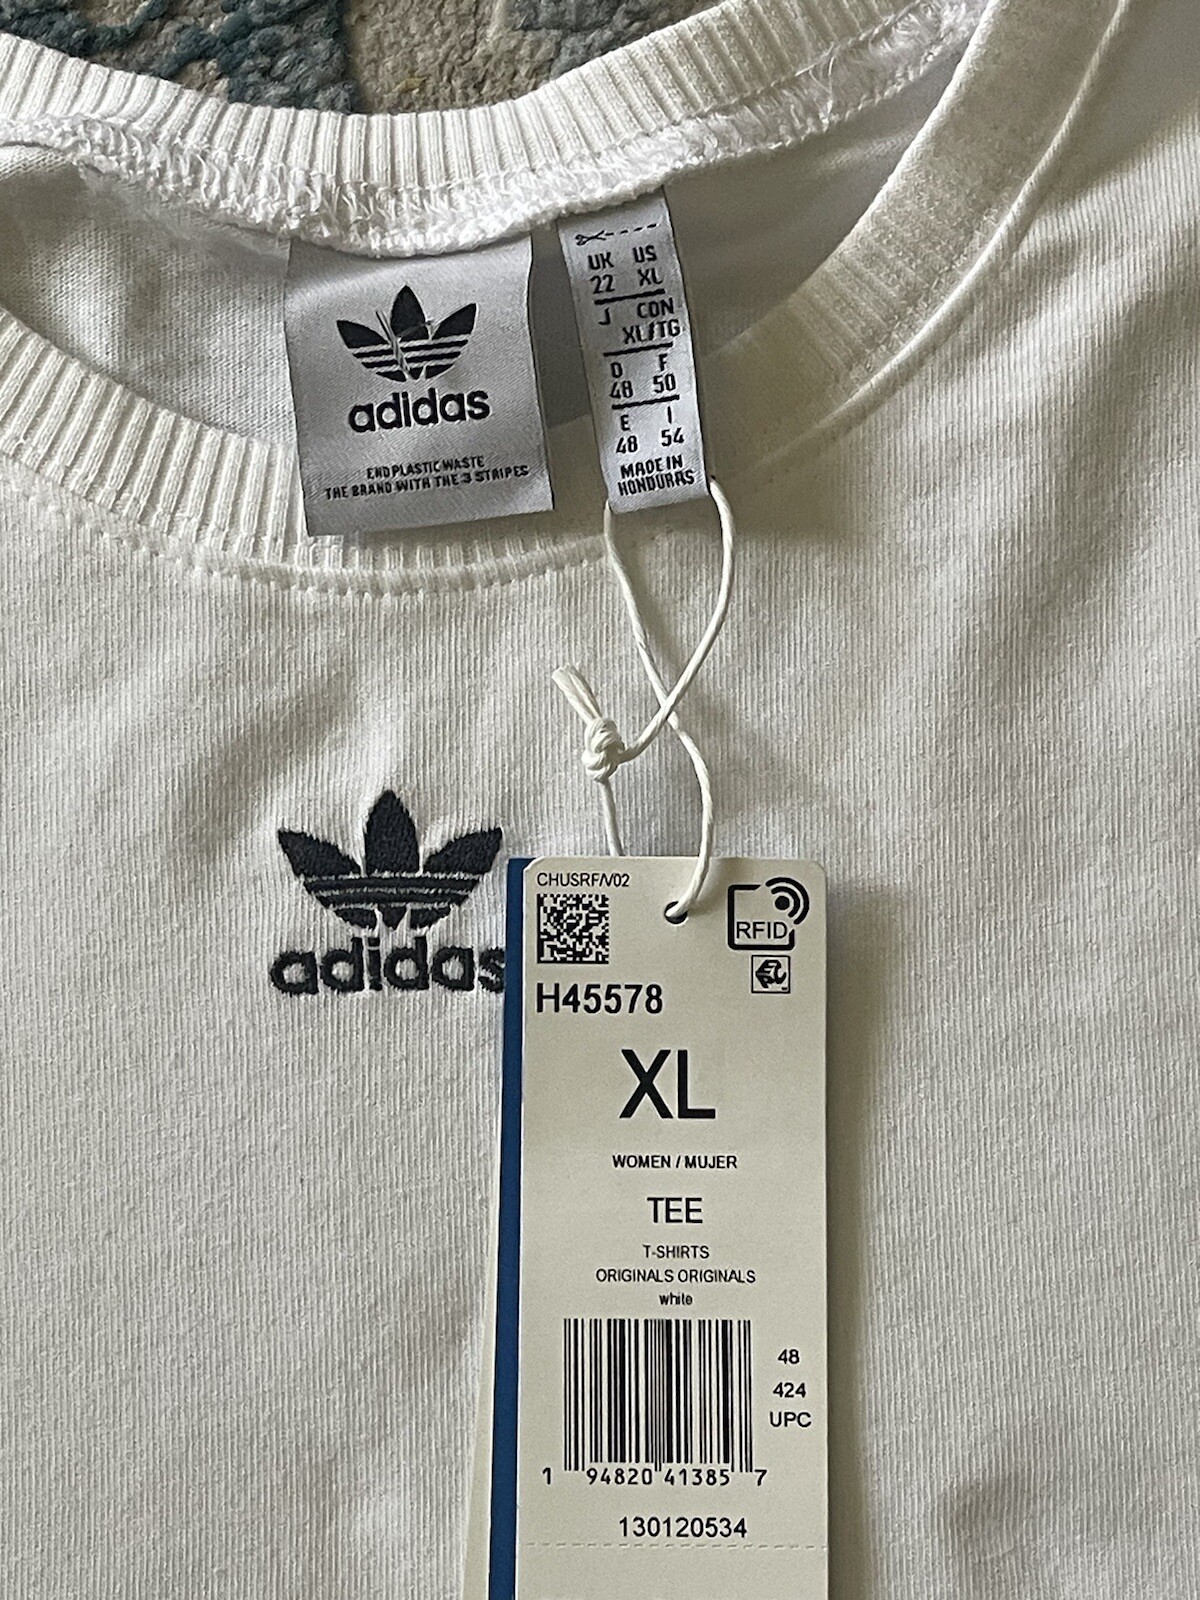 adidas
END PLASTIC WASTE
THE BRAND WITH THE 3 STRIPES
UK US
22 XL
J CON
XL/TG
D F
48 50
E I
48 54
MADE IN
HONDURAS
adidas
CHUSRF/V02
RFID
H45578
XL
WOMEN / MUJER
TEE
T-SHIRTS
ORIGINALS ORIGINALS
white
48
424
UPC
1 94820 41385 7
130120534